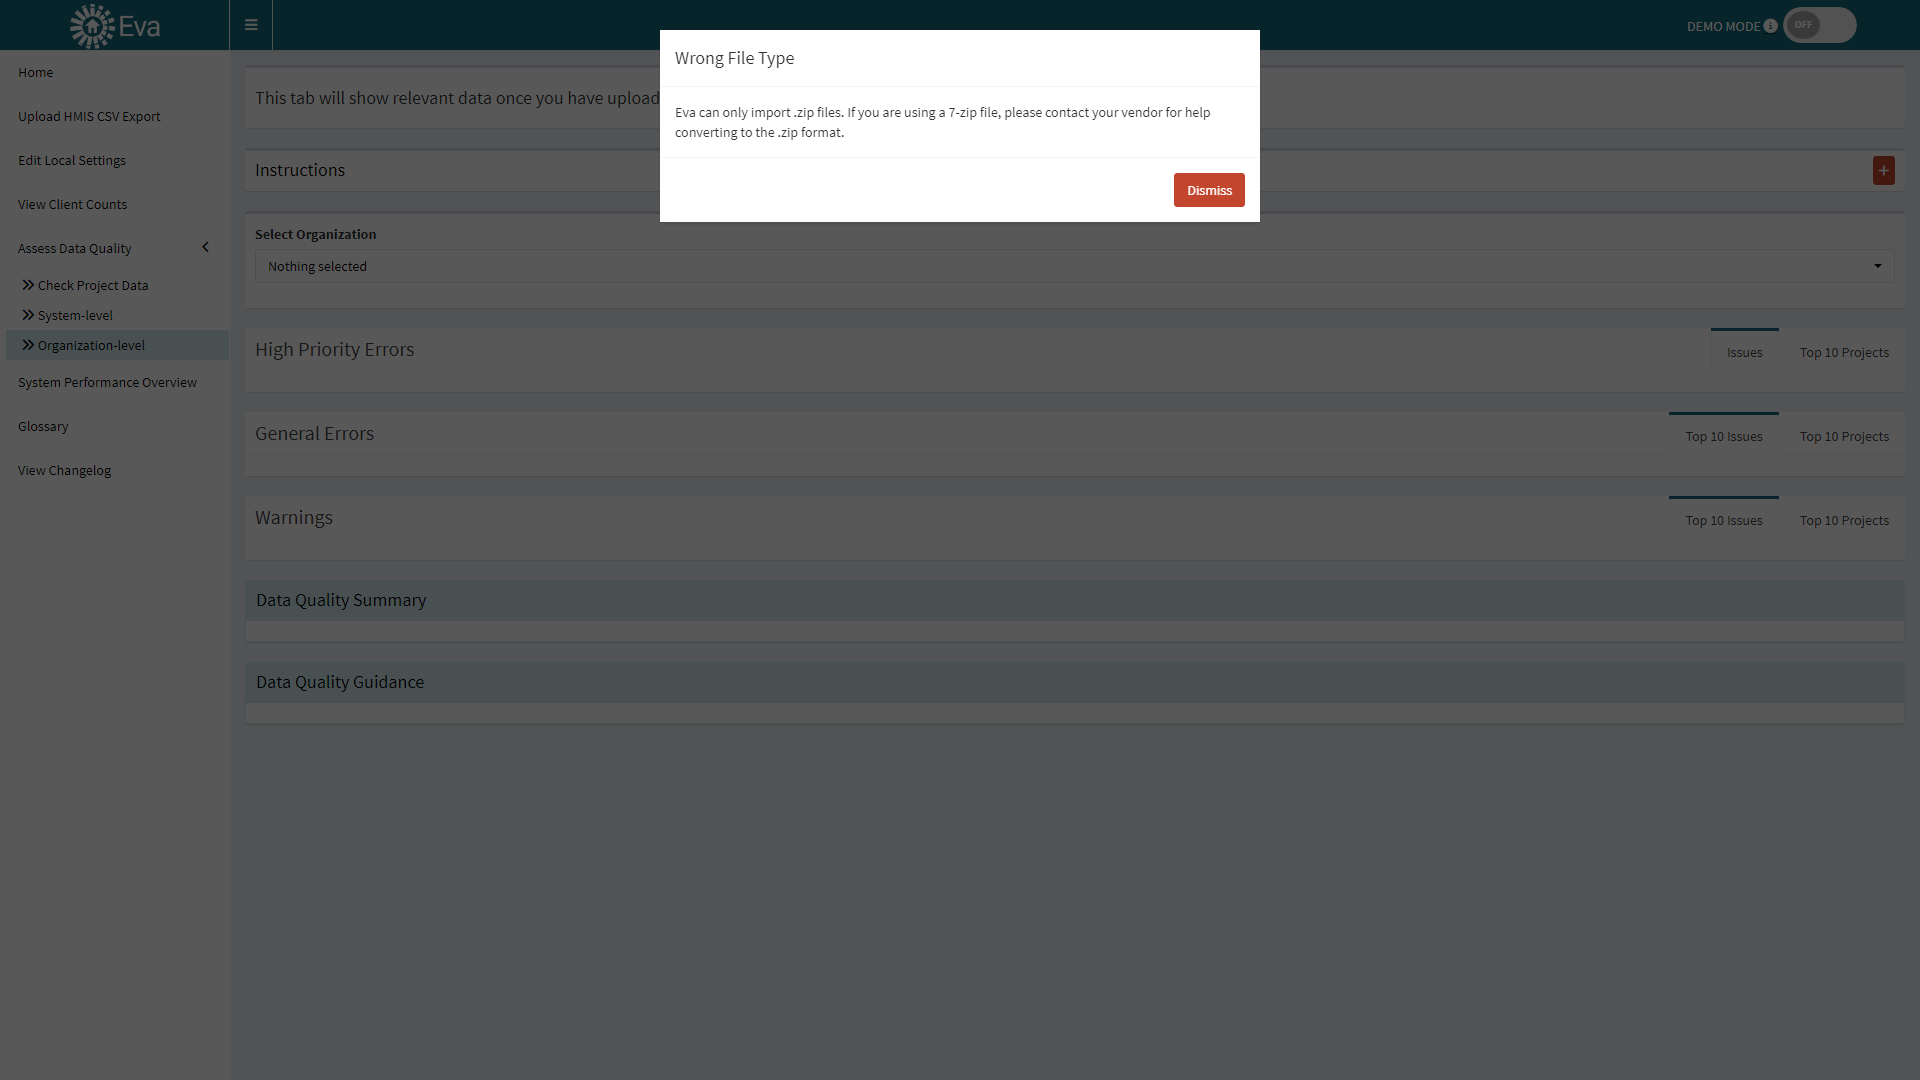 Eva
DEMO MODE
OFF
Wrong File Type
Eva can only import .zip files. If you are using a 7-zip file, please contact your vendor for help
converting to the .zip format.
Dismiss
Home
Upload HMIS CSV Export
Edit Local Settings
View Client Counts
Assess Data Quality
Check Project Data
System-level
Organization-level
System Performance Overview
Glossary
View Changelog
This tab will show relevant data once you have upload
Instructions
Select Organization
Nothing selected
High Priority Errors
Issues
Top 10 Projects
General Errors
Top 10 Issues
Top 10 Projects
Warnings
Top 10 Issues
Top 10 Projects
Data Quality Summary
Data Quality Guidance